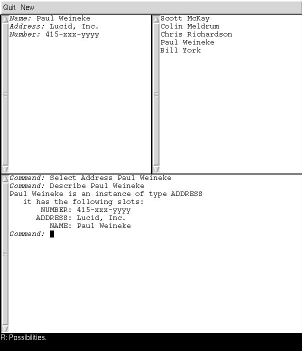 Quit New
Name: Paul Weineke
Address: Lucid, Inc.
Number: 415-xxx-yyyy
Scott McKay
Colin Meldrum
Chris Richardson
Paul Weineke
Bill York
Command: Select Address Paul Weineke
Command: Describe Paul Weineke
Paul Weineke is an instance of type ADDRESS
it has the following slots:
NUMBER: 415-xxx-yyyy
ADDRESS: Lucid, Inc.
NAME: Paul Weineke
Command:
R: Possibilities.